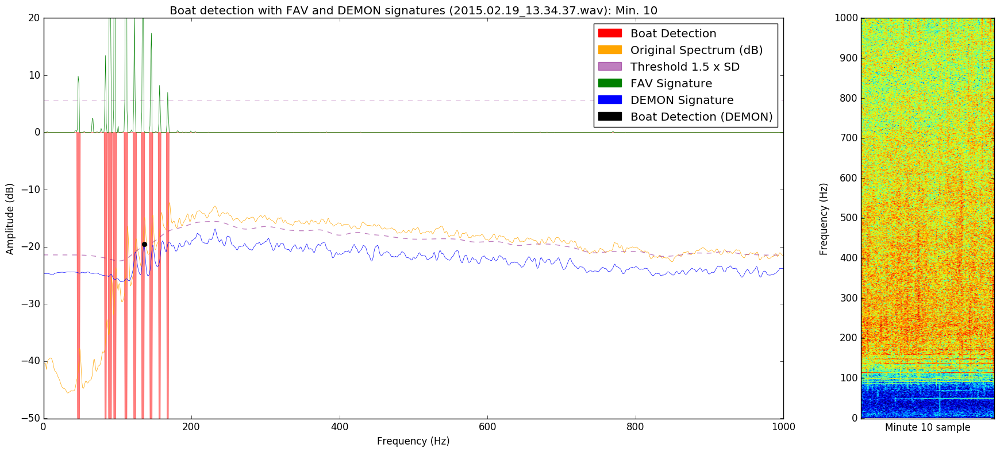 Boat detection with FAV and DEMON signatures (2015.02.19_13.34.37.wav): Min. 10
20
10
0
−10
−20
−30
−40
−50
Amplitude (dB)
Boat Detection
Original Spectrum (dB)
Threshold 1.5 x SD
FAV Signature
DEMON Signature
Boat Detection (DEMON)
0 200 400 600 800 1000
Frequency (Hz)
1000
900
800
700
600
500
400
300
200
100
0
Frequency (Hz)
Minute 10 sample